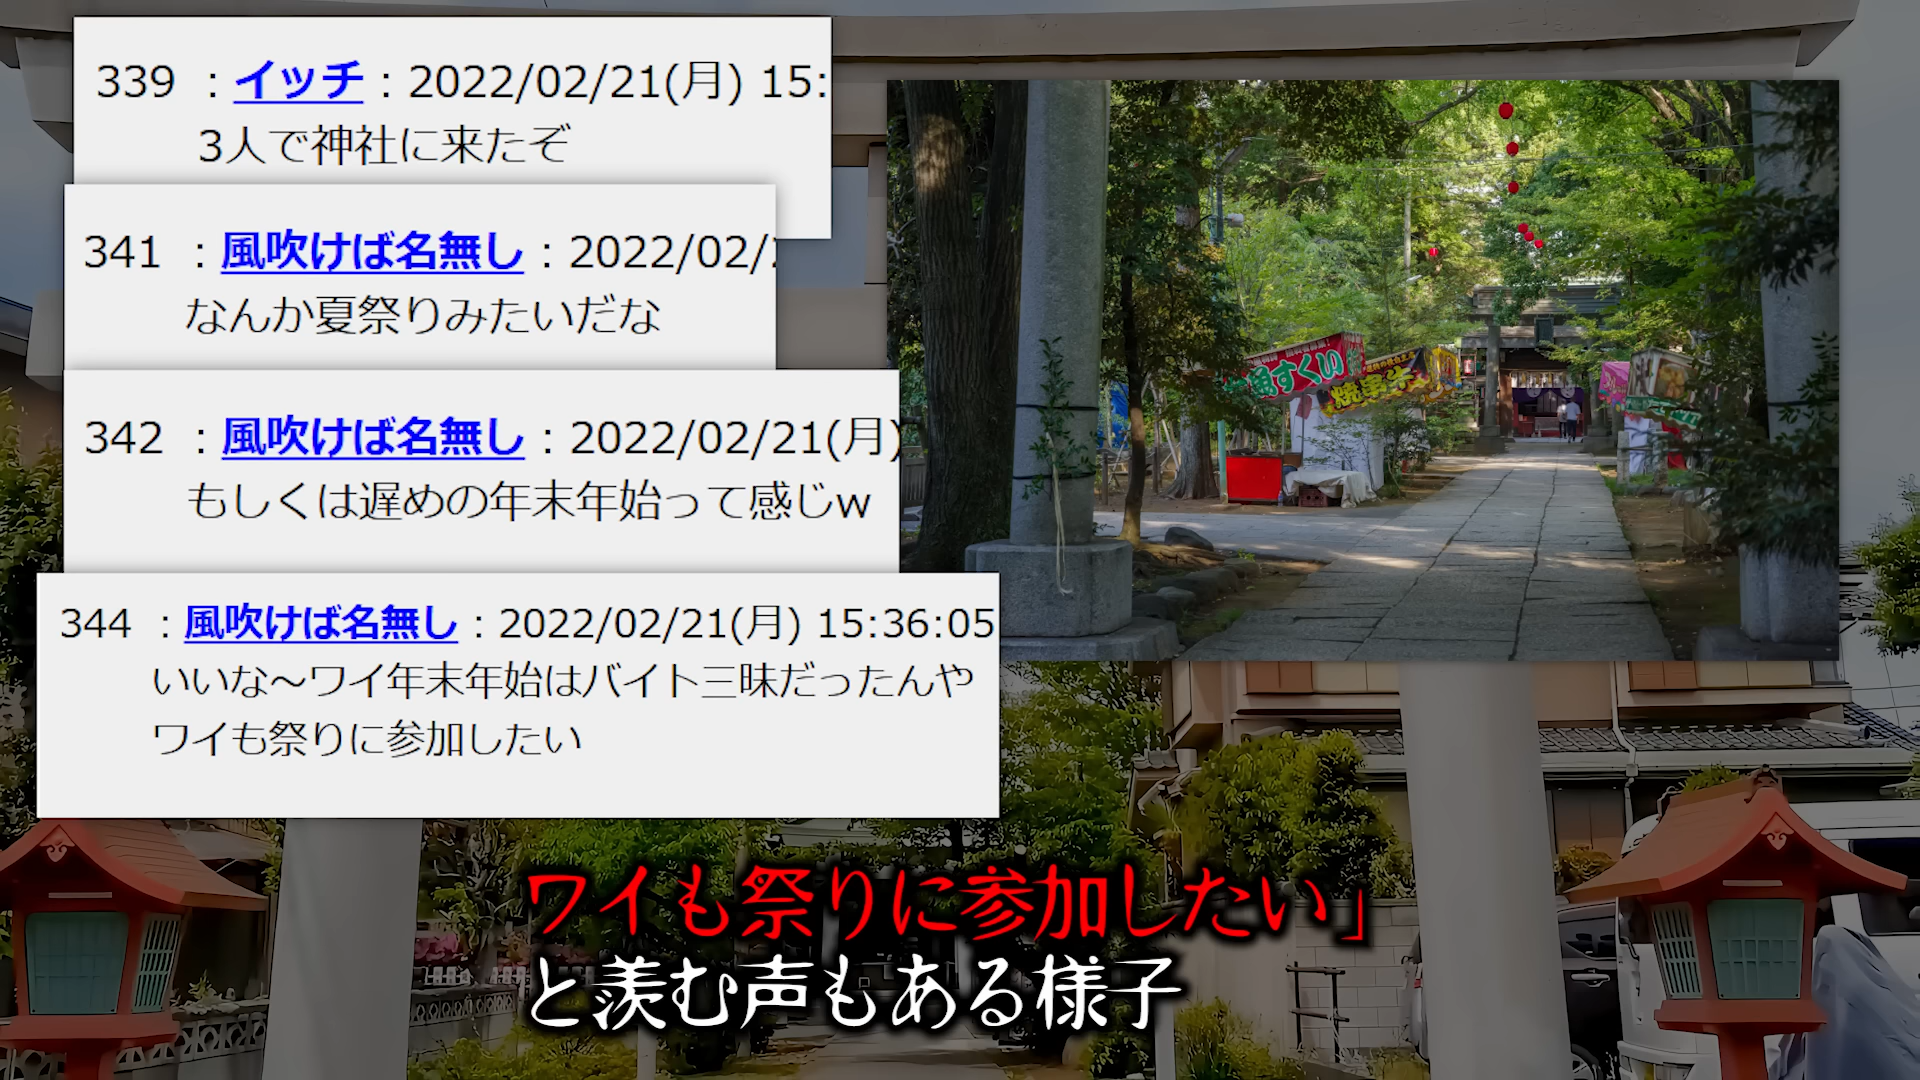 339 ：イッチ：2022/02/21(月) 15:
3人で神社に来たぞ
341 ：風吹けば名無し：2022/02/
なんか夏祭りみたいだな
342 ：風吹けば名無し：2022/02/21(月)
もしくは遅めの年末年始って感じw
344 ：風吹けば名無し：2022/02/21(月) 15:36:05
いいな～ワイ年末年始はバイト三昧だったんや
ワイも祭りに参加したい
すくい
ワイも祭りに参加したい」
と羨む声もある様子